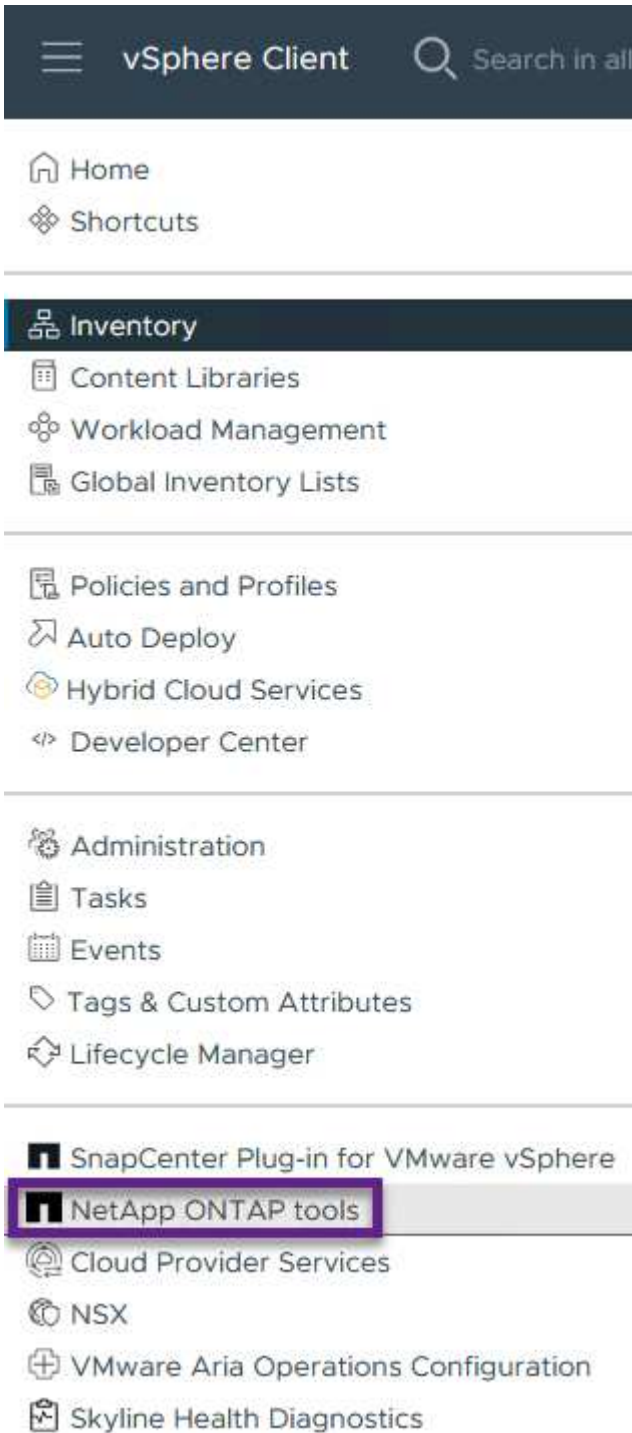 vSphere Client Search in all
Home
Shortcuts
Inventory
Content Libraries
Workload Management
Global Inventory Lists
Policies and Profiles
Auto Deploy
Hybrid Cloud Services
Developer Center
Administration
Tasks
Events
Tags & Custom Attributes
Lifecycle Manager
SnapCenter Plug-in for VMware vSphere
NetApp ONTAP tools
Cloud Provider Services
NSX
VMware Aria Operations Configuration
Skyline Health Diagnostics